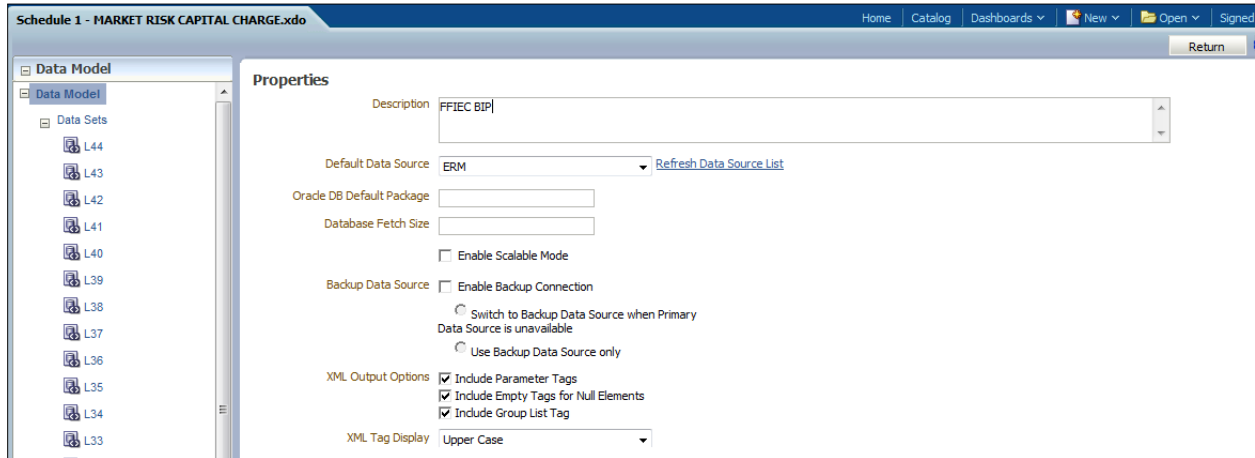 Schedule 1 - MARKET RISK CAPITAL CHARGE.xdo
Home Catalog Dashboards New Open Signed
Return
Data Model
Data Model
Data Sets
L44
L43
L42
L41
L40
L39
L38
L37
L36
L35
L34
L33
Properties
Description FFIEC BIP
Default Data Source ERM Refresh Data Source List
Oracle DB Default Package
Database Fetch Size
Enable Scalable Mode
Backup Data Source Enable Backup Connection
Switch to Backup Data Source when Primary
Data Source is unavailable
Use Backup Data Source only
XML Output Options Include Parameter Tags
Include Empty Tags for Null Elements
Include Group List Tag
XML Tag Display Upper Case